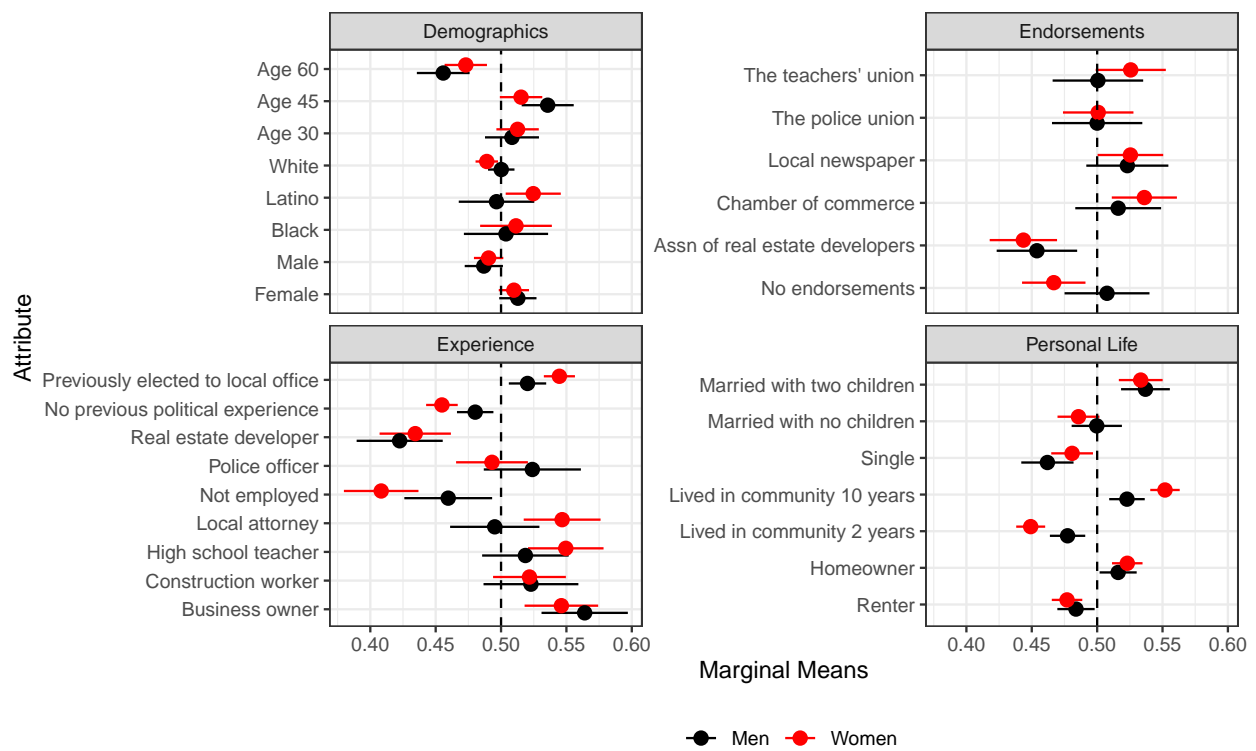 Demographics
Age 60
Age 45
Age 30
White
Latino
Black
Male
Female
Endorsements
The teachers' union
The police union
Local newspaper
Chamber of commerce
Assn of real estate developers
No endorsements
Attribute
Experience
Previously elected to local office
No previous political experience
Real estate developer
Police officer
Not employed
Local attorney
High school teacher
Construction worker
Business owner
0.40 0.45 0.50 0.55 0.60
Personal Life
Married with two children
Married with no children
Single
Lived in community 10 years
Lived in community 2 years
Homeowner
Renter
0.40 0.45 0.50 0.55 0.60
Marginal Means
Men Women